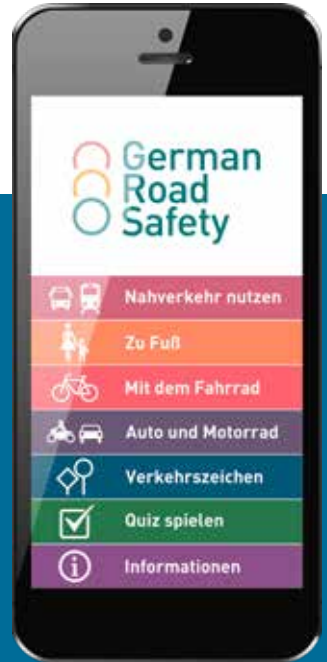 German
Road
Safety
Nahverkehr nutzen
Zu Fuß
Mit dem Fahrrad
Auto und Motorrad
Verkehrszeichen
Quiz spielen
Informationen